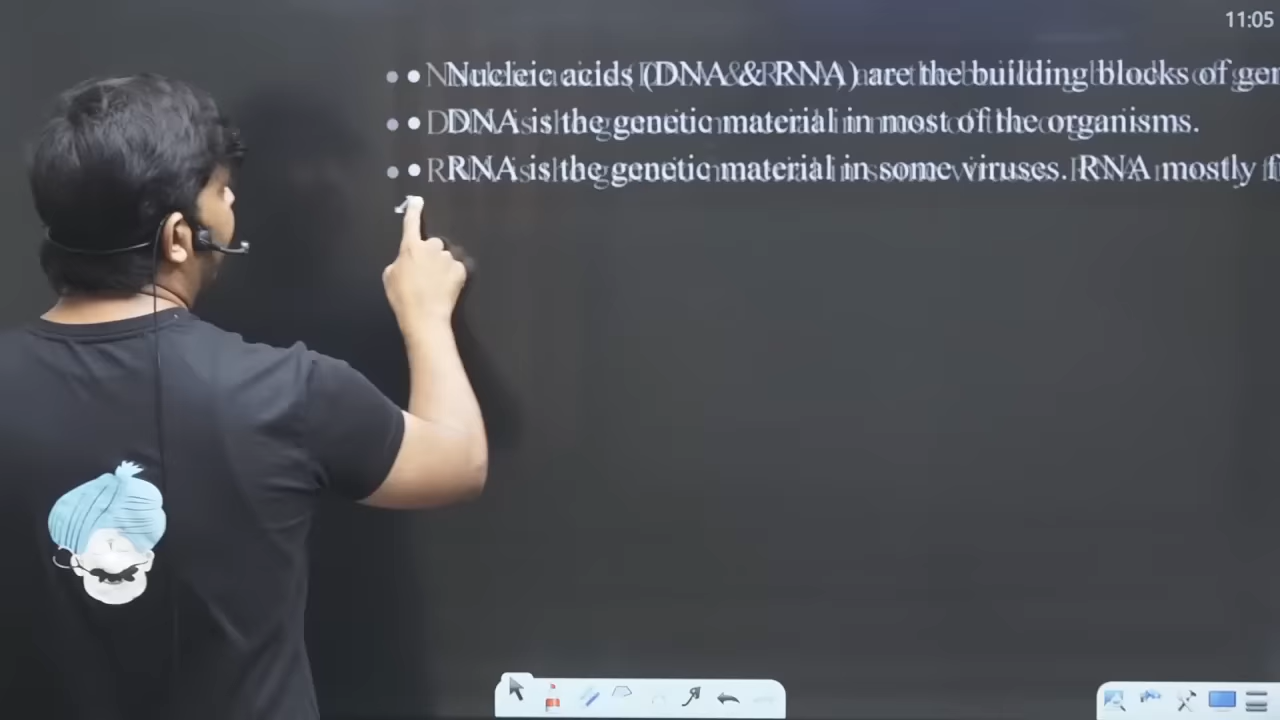 11:05
• Nucleic acids (DNA & RNA) are the building blocks of gen
• DNA is the genetic material in most of the organisms.
• RNA is the genetic material in some viruses. RNA mostly f